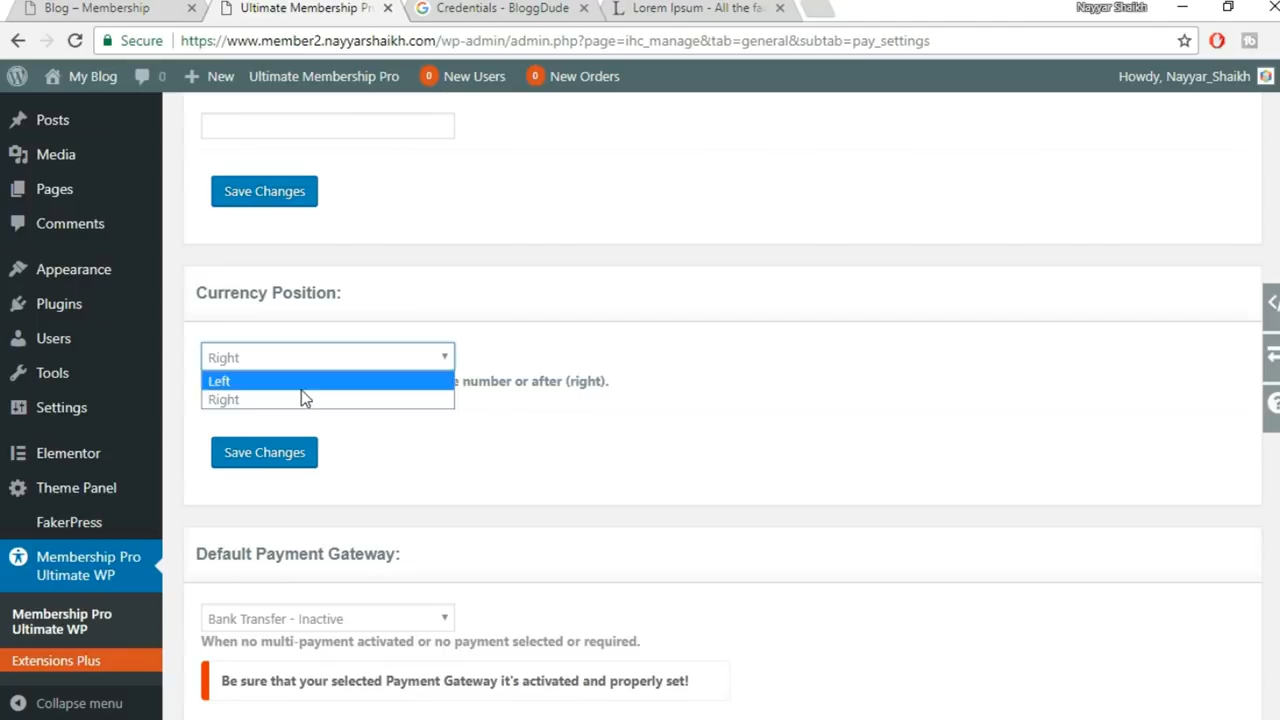 Blog – Membership
Ultimate Membership Pr
Credentials - BloggDude
Lorem Ipsum - All the fa
Nayyar Shaikh
Secure
https://www.member2.nayyarshaikh.com/wp-admin/admin.php?page=ihc_manage&tab=general&subtab=pay_settings
My Blog
0
New
Ultimate Membership Pro
0
New Users
0
New Orders
Howdy, Nayyar_Shaikh
Posts
Media
Pages
Comments
Appearance
Plugins
Users
Tools
Settings
Elementor
Theme Panel
FakerPress
Membership Pro
Ultimate WP
Membership Pro
Ultimate WP
Extensions Plus
Collapse menu
Save Changes
Currency Position:
Right
Left
Right
e number or after (right).
Save Changes
Default Payment Gateway:
Bank Transfer - Inactive
When no multi-payment activated or no payment selected or required.
Be sure that your selected Payment Gateway it's activated and properly set!